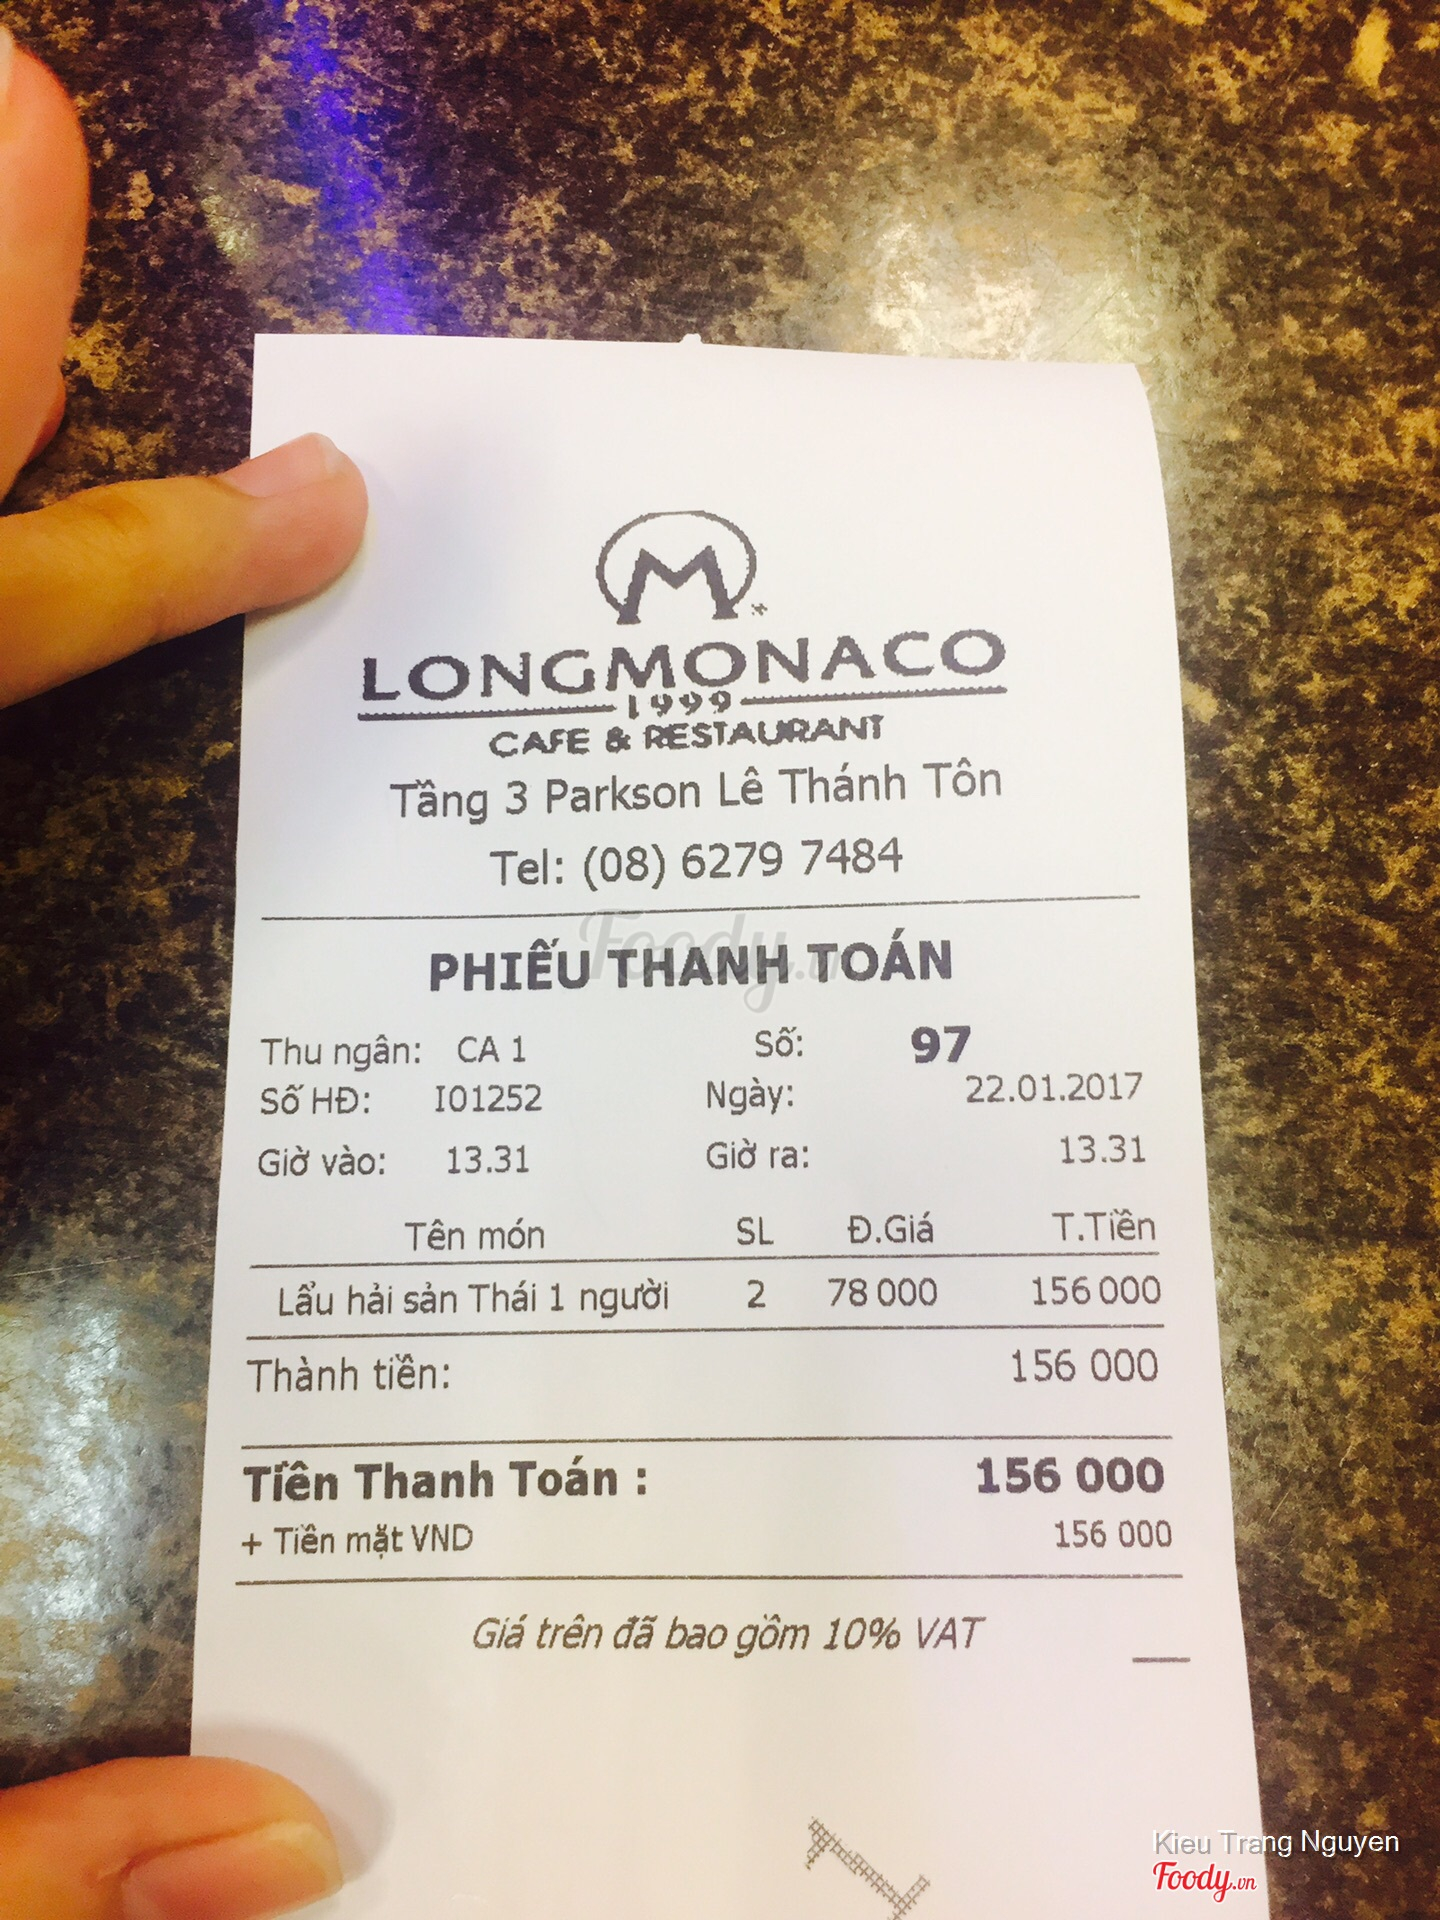 M
LONGMONACO
1999
CAFE & RESTAURANT
Tầng 3 Parkson Lê Thánh Tôn
Tel: (08) 6279 7484
Foody.vn
PHIẾU THANH TOÁN
Thu ngân: CA 1 Số: 97
Số HĐ: I01252 Ngày: 22.01.2017
Giờ vào: 13.31 Giờ ra: 13.31
Tên món SL Đ.Giá T.Tiền
Lẩu hải sản Thái 1 người 2 78 000 156 000
Thành tiền: 156 000
Tiền Thanh Toán : 156 000
+ Tiền mặt VND 156 000
Giá trên đã bao gồm 10% VAT
Kieu Trang Nguyen
Foody.vn